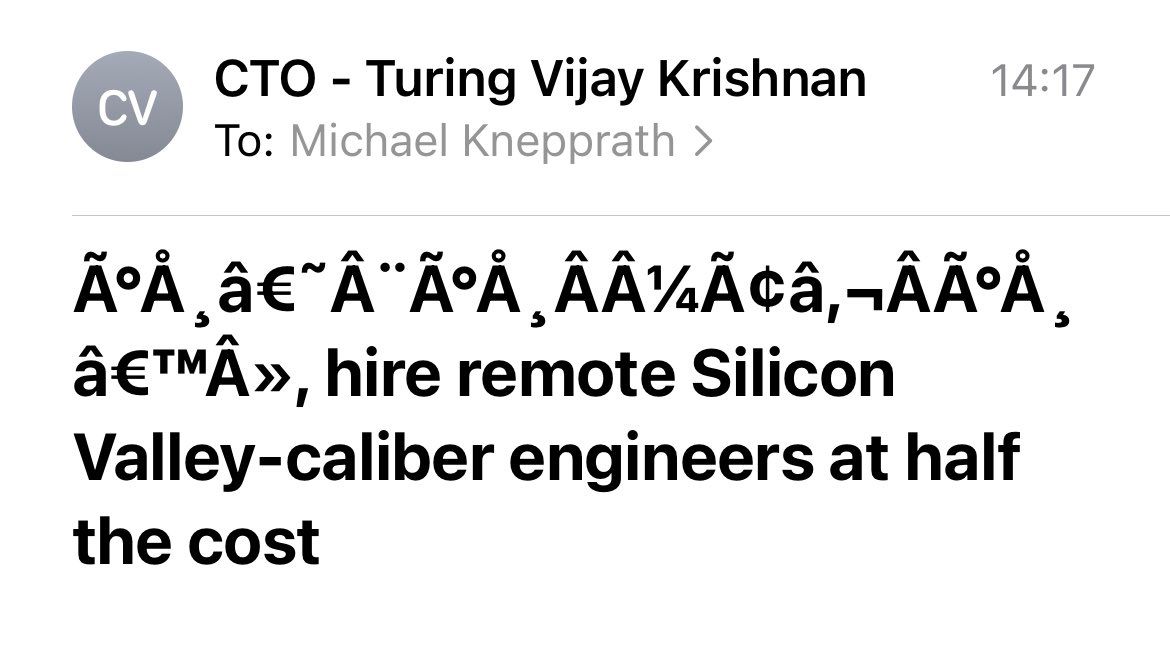 CV
CTO - Turing Vijay Krishnan
14:17
To: Michael Knepprath >
Ã°Å¸â€˜Â¨Ã°Å¸ÂÂ¼Ã¢â‚¬ÂÃ°Å¸
â€™Â», hire remote Silicon
Valley-caliber engineers at half
the cost